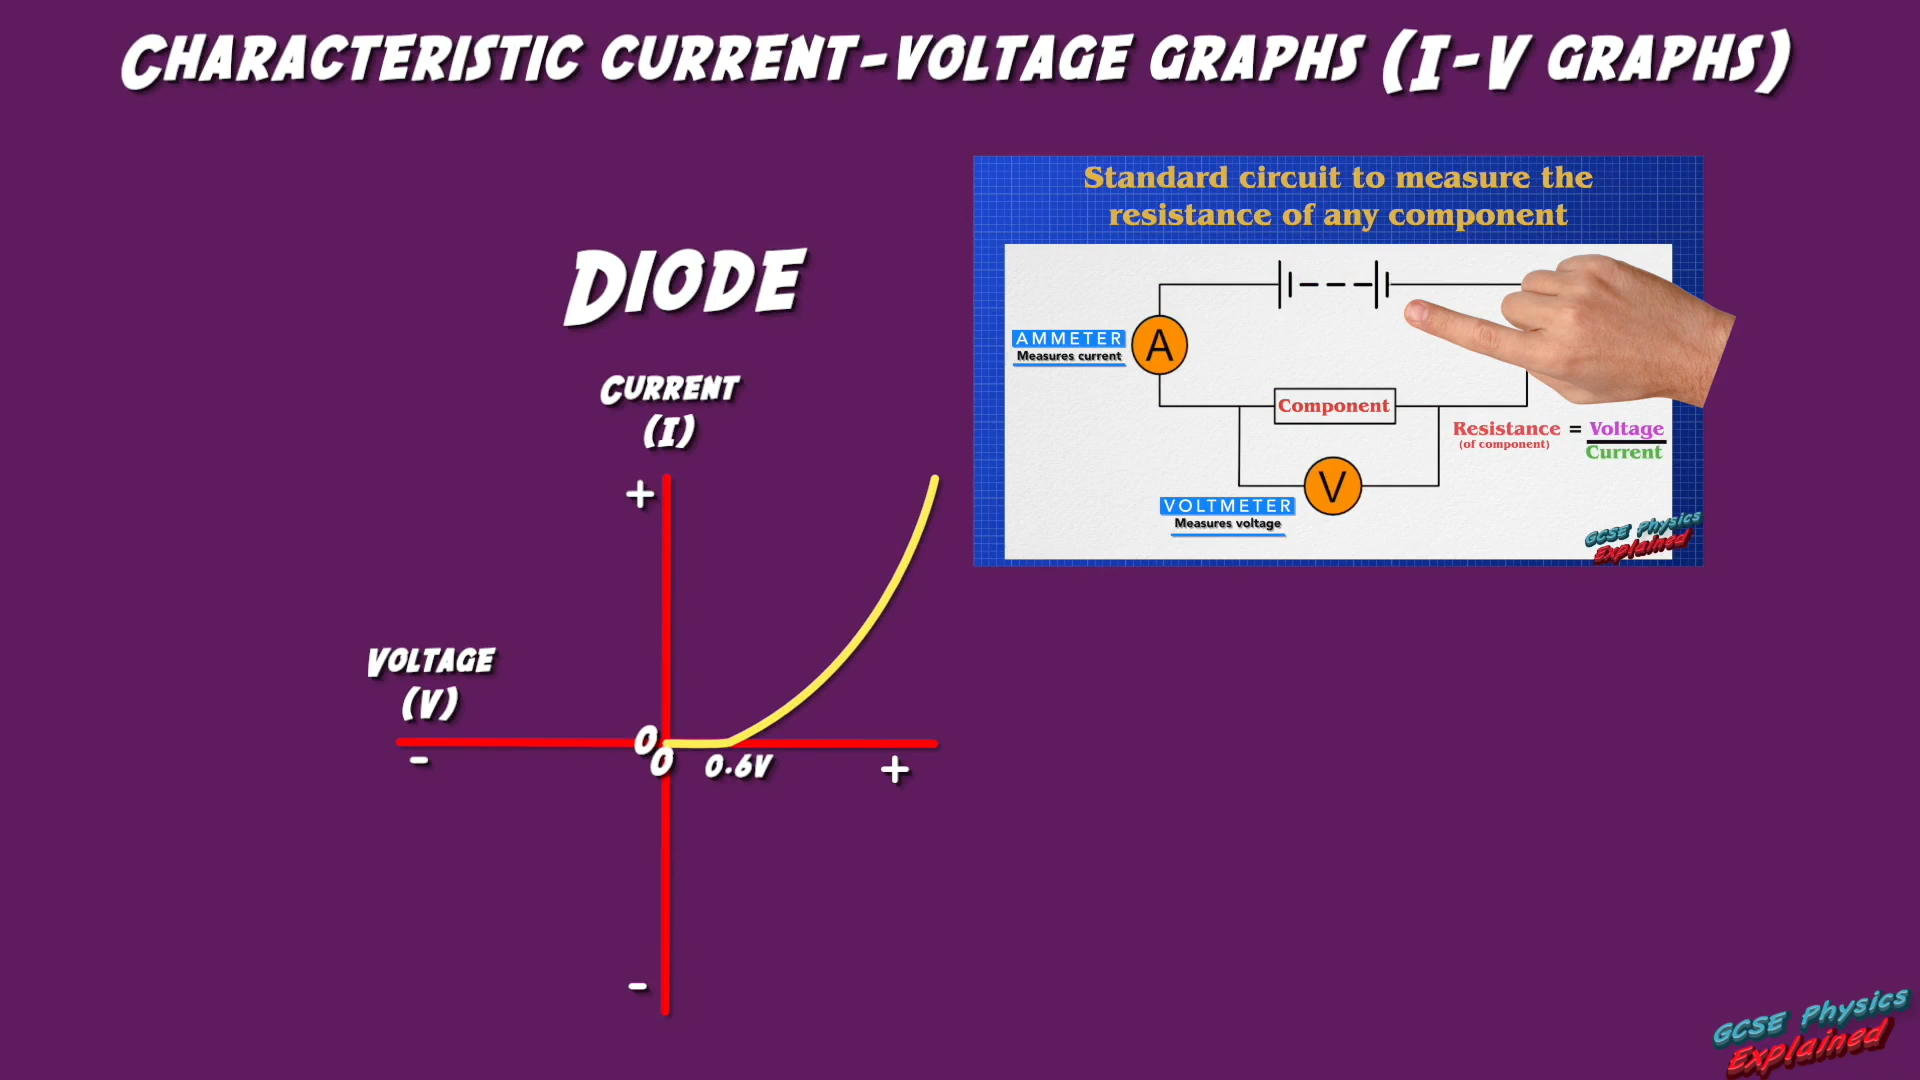 CHARACTERISTIC CURRENT-VOLTAGE GRAPHS (I-V GRAPHS)
DIODE
CURRENT
(I)
+
VOLTAGE
(V)
-
0
0
0.6V
+
-
Standard circuit to measure the
resistance of any component
AMMETER
Measures current
A
Component
Resistance = Voltage
(of component)
Current
V
VOLTMETER
Measures voltage
GCSE Physics
Explained
GCSE Physics
Explained